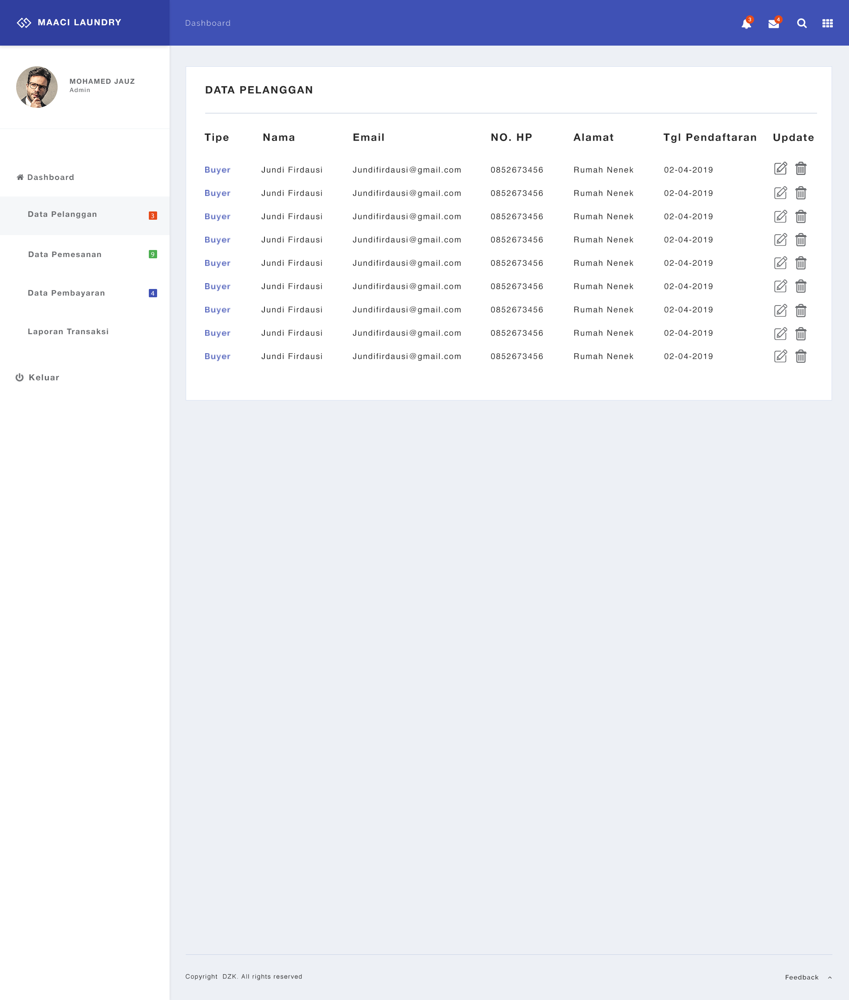 MAACI LAUNDRY
Dashboard
3
4
MOHAMED JAUZ
Admin
Dashboard
Data Pelanggan 3
Data Pemesanan 9
Data Pembayaran 4
Laporan Transaksi
Keluar
DATA PELANGGAN
Tipe Nama Email NO. HP Alamat Tgl Pendaftaran Update
Buyer Jundi Firdausi Jundifirdausi@gmail.com 0852673456 Rumah Nenek 02-04-2019
Buyer Jundi Firdausi Jundifirdausi@gmail.com 0852673456 Rumah Nenek 02-04-2019
Buyer Jundi Firdausi Jundifirdausi@gmail.com 0852673456 Rumah Nenek 02-04-2019
Buyer Jundi Firdausi Jundifirdausi@gmail.com 0852673456 Rumah Nenek 02-04-2019
Buyer Jundi Firdausi Jundifirdausi@gmail.com 0852673456 Rumah Nenek 02-04-2019
Buyer Jundi Firdausi Jundifirdausi@gmail.com 0852673456 Rumah Nenek 02-04-2019
Buyer Jundi Firdausi Jundifirdausi@gmail.com 0852673456 Rumah Nenek 02-04-2019
Buyer Jundi Firdausi Jundifirdausi@gmail.com 0852673456 Rumah Nenek 02-04-2019
Buyer Jundi Firdausi Jundifirdausi@gmail.com 0852673456 Rumah Nenek 02-04-2019
Copyright DZK. All rights reserved
Feedback